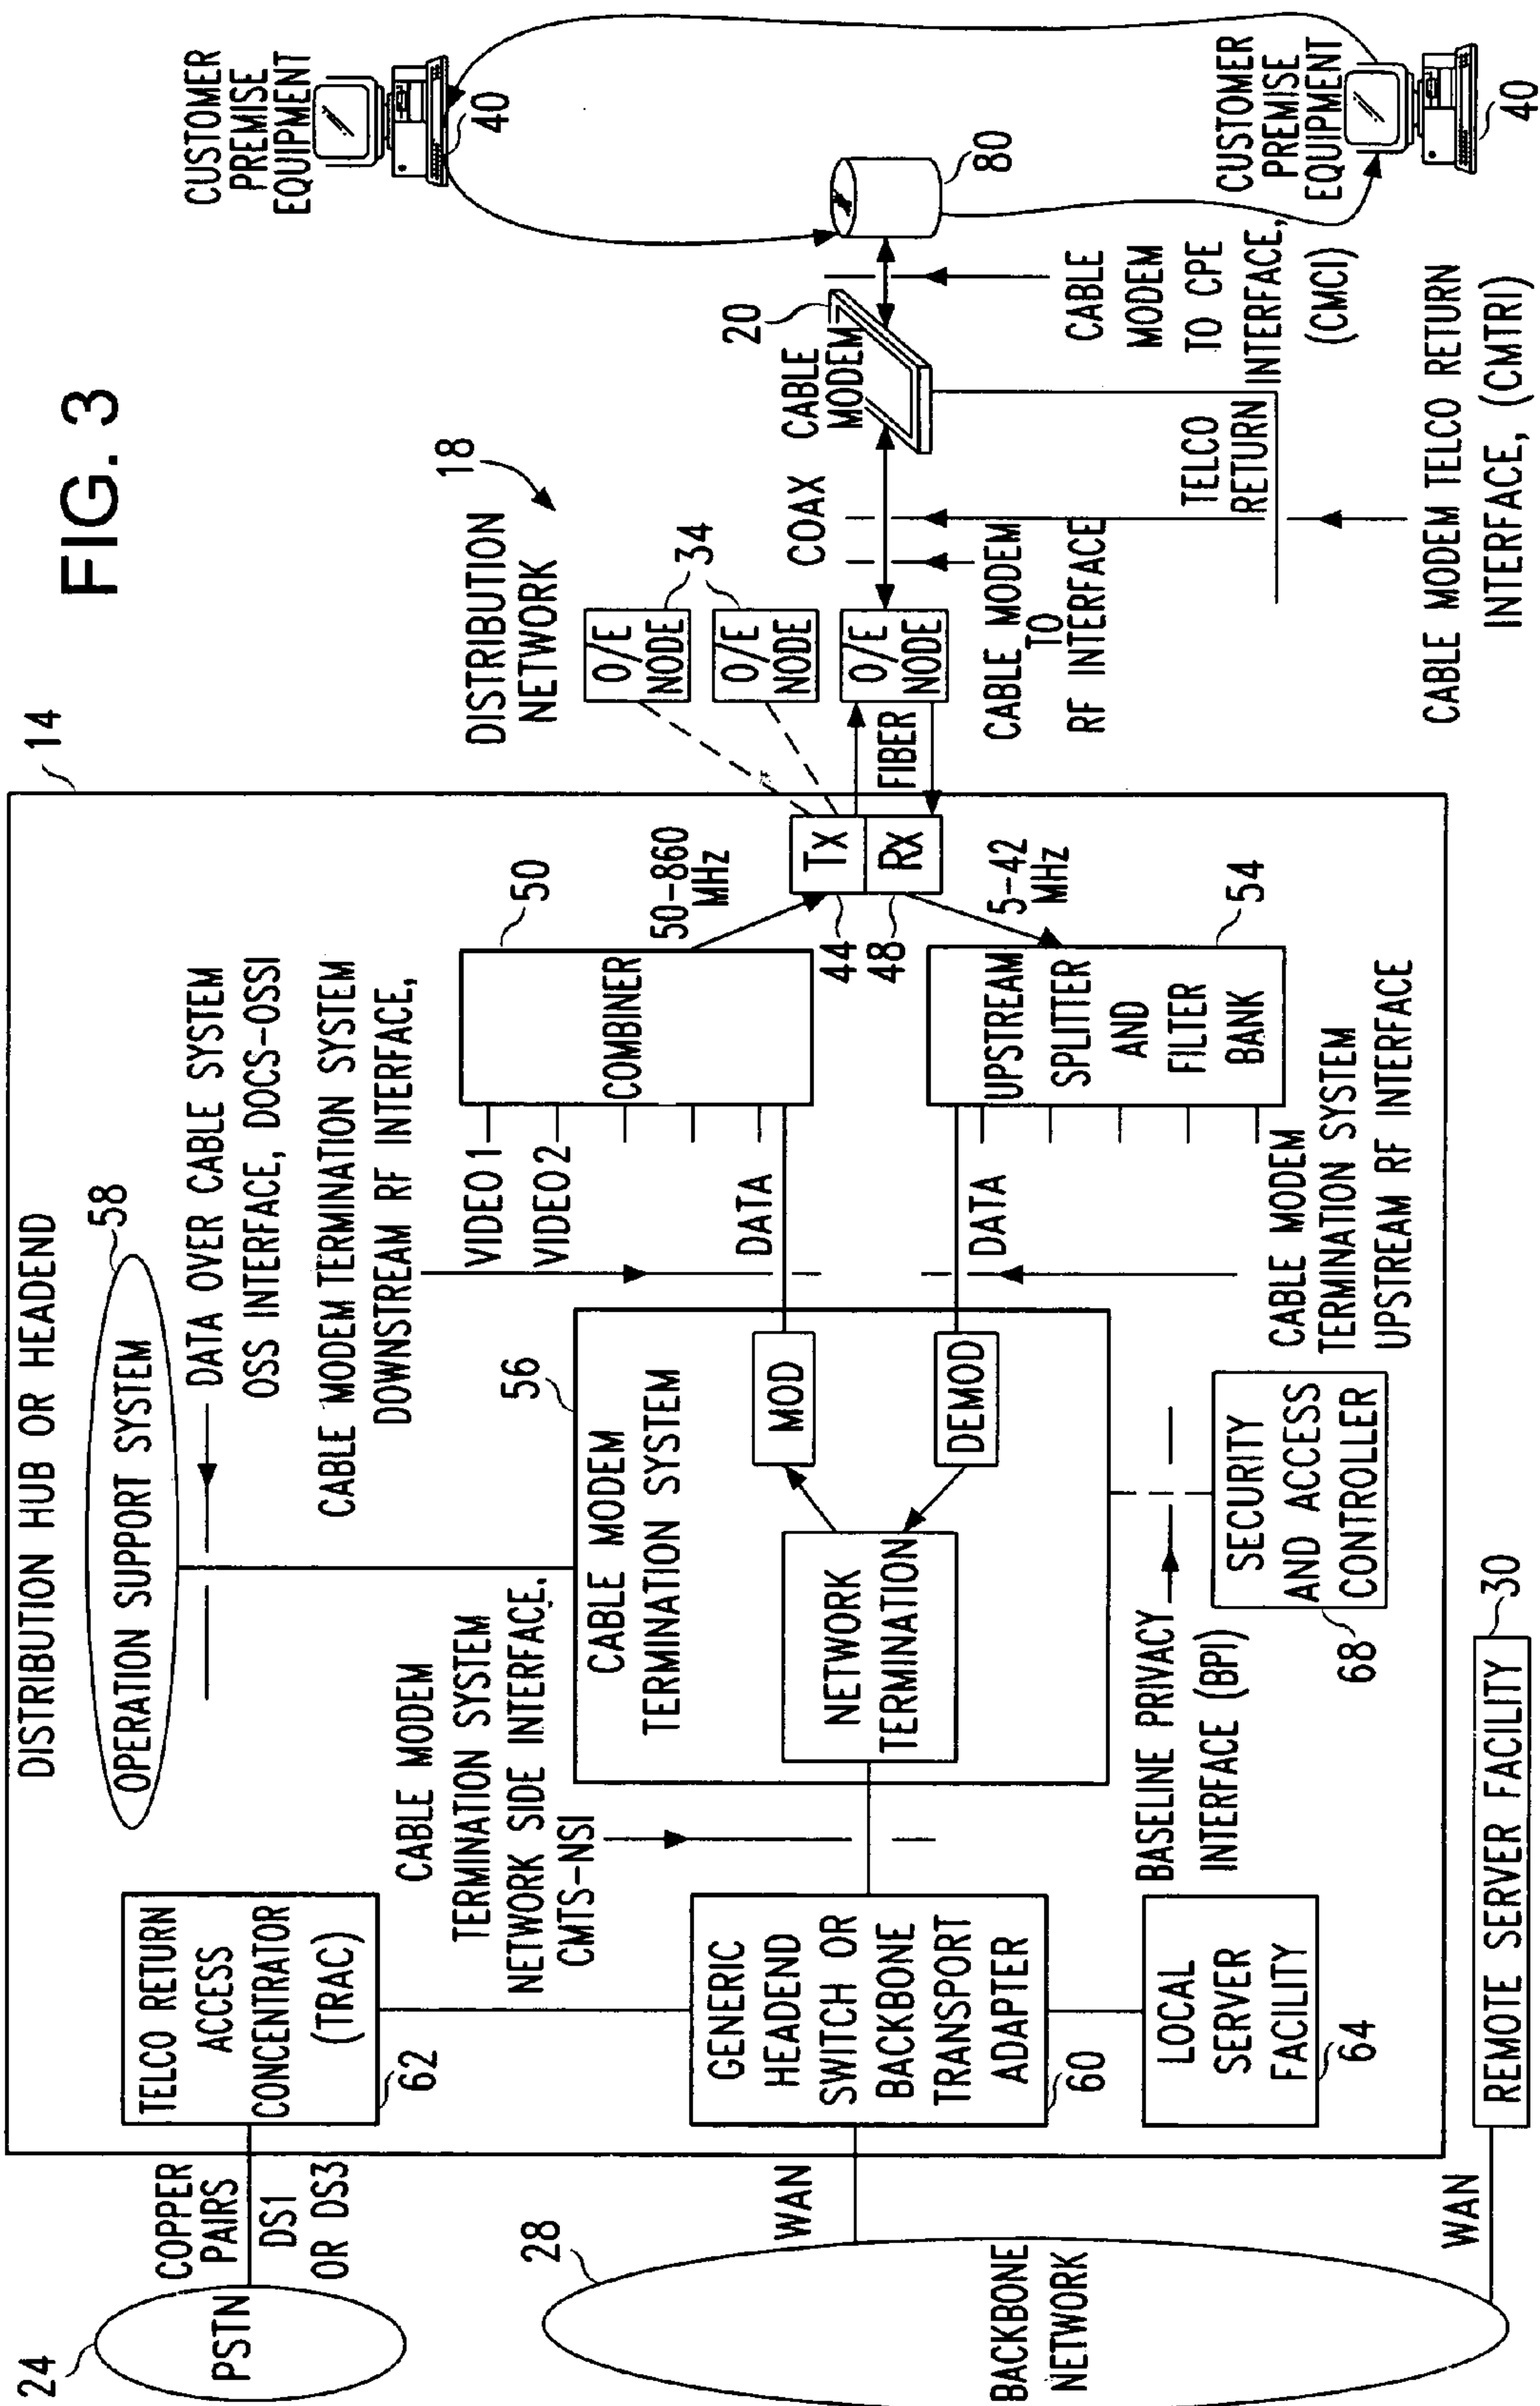 FIG. 3
DISTRIBUTION HUB OR HEADEND
14
OPERATION SUPPORT SYSTEM
58
DATA OVER CABLE SYSTEM
OSS INTERFACE, DOCS-OSSI
CABLE MODEM TERMINATION SYSTEM
DOWNSTREAM RF INTERFACE,
24
PSTN
COPPER
PAIRS
DS1
OR DS3
TELCO RETURN
ACCESS
CONCENTRATOR
(TRAC)
62
CABLE MODEM
TERMINATION SYSTEM
NETWORK SIDE INTERFACE,
CMTS-NSI
28
BACKBONE
NETWORK
WAN
GENERIC
HEADEND
SWITCH OR
BACKBONE
TRANSPORT
ADAPTER
60
LOCAL
SERVER
FACILITY
64
WAN
REMOTE SERVER FACILITY
30
56
CABLE MODEM
TERMINATION SYSTEM
NETWORK
TERMINATION
MOD
DEMOD
BASELINE PRIVACY
INTERFACE (BPI)
SECURITY
AND ACCESS
CONTROLLER
68
VIDEO1
VIDEO2
DATA
DATA
COMBINER
50
50-860
MHz
UPSTREAM
SPLITTER
AND
FILTER
BANK
54
5-42
MHz
CABLE MODEM
TERMINATION SYSTEM
UPSTREAM RF INTERFACE
Tx
Rx
44
48
FIBER
DISTRIBUTION
NETWORK
18
O/E
NODE
O/E
NODE
O/E
NODE
34
COAX
CABLE MODEM
TO
RF INTERFACE
CABLE
MODEM
20
TELCO
RETURN
CABLE MODEM TELCO RETURN
INTERFACE, (CMTRI)
CABLE
MODEM
TO CPE
INTERFACE,
(CMCI)
80
CUSTOMER
PREMISE
EQUIPMENT
40
CUSTOMER
PREMISE
EQUIPMENT
40